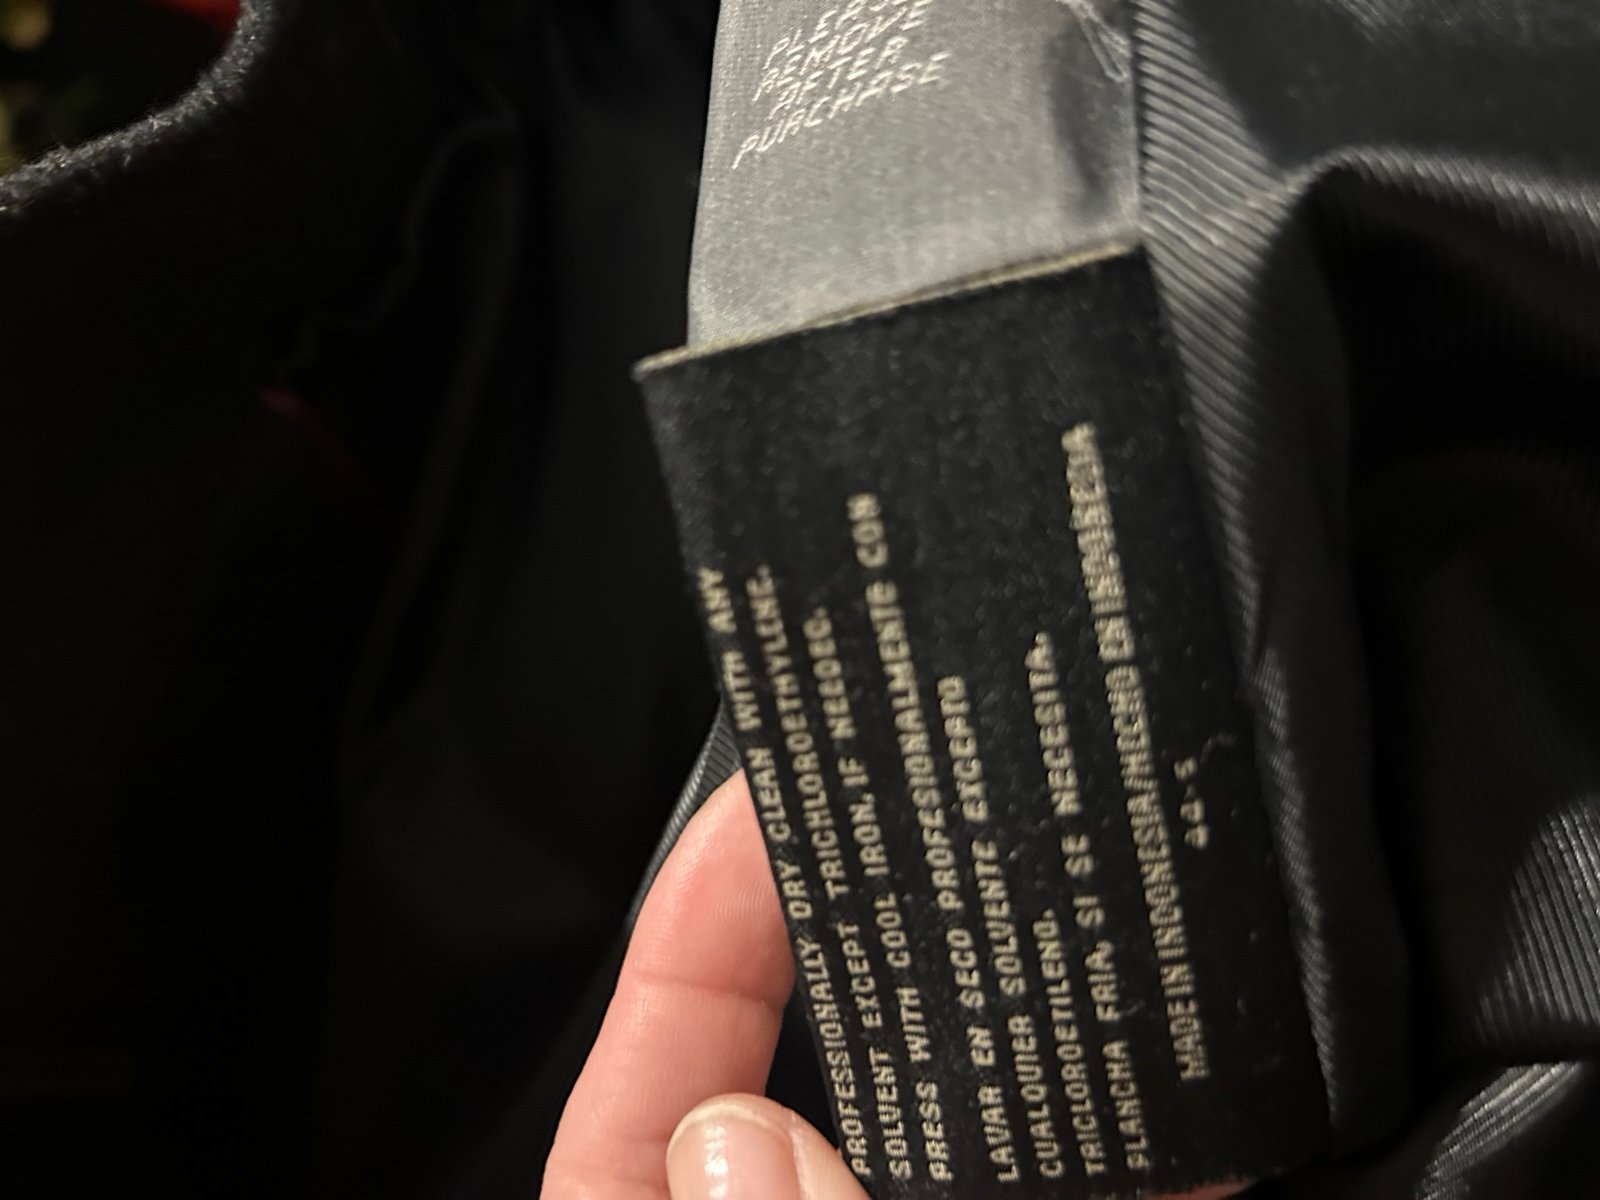 PLEASE
REMOVE
AFTER
PURCHASE
PROFESSIONALLY DRY CLEAN WITH ANY
SOLVENT EXCEPT TRICHLOROETHYLENE.
PRESS WITH COOL IRON, IF NEEDED.
LAVAR EN SECO PROFESIONALMENTE CON
CUALQUIER SOLVENTE EXCEPTO
TRICLOROETILENO.
PLANCHA FRIA, SI SE NECESITA.
MADE IN INDONESIA/HECHO EN INDONESIA